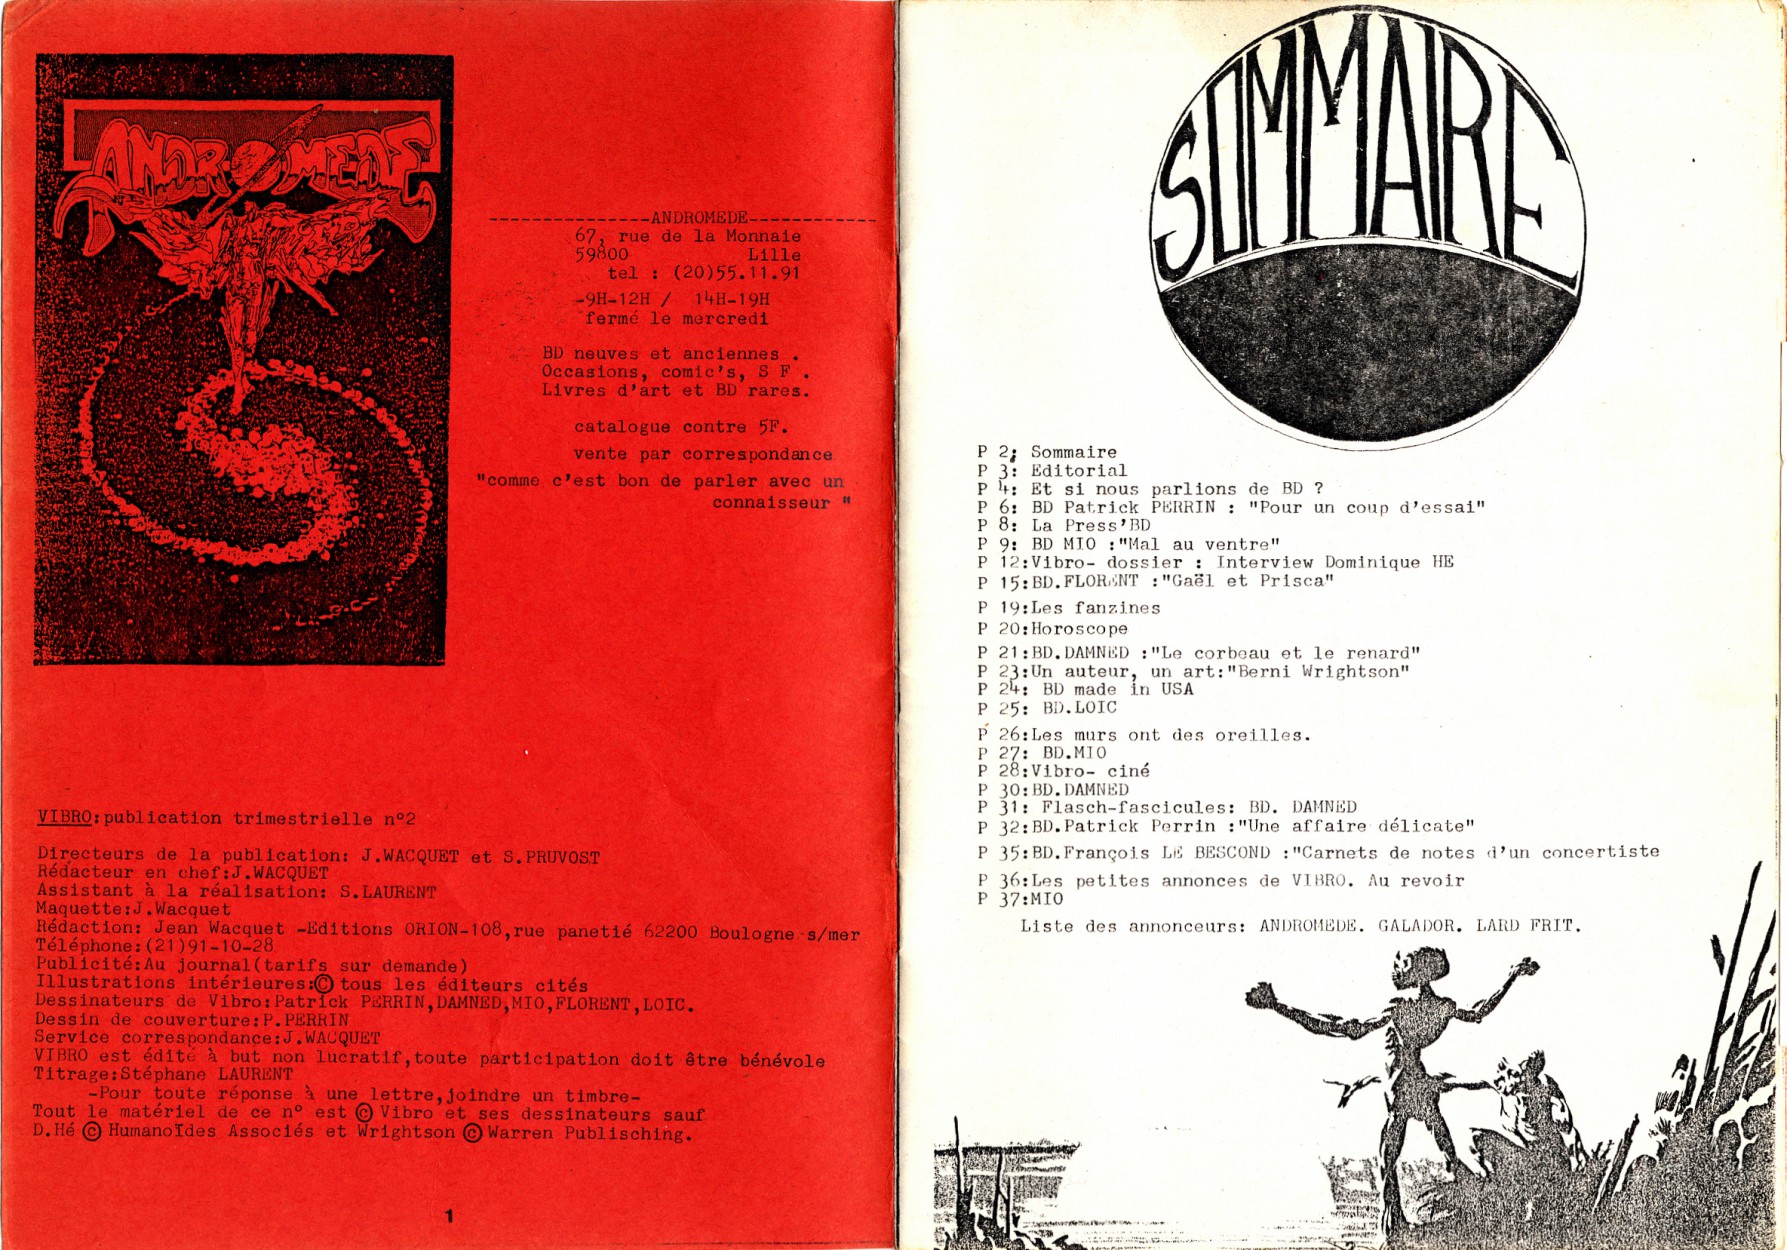 ANDROMEDE
---------------ANDROMEDE------------
67, rue de la Monnaie
59800 Lille
tel : (20)55.11.91
-9H-12H / 14H-19H
fermé le mercredi
BD neuves et anciennes .
Occasions, comic's, S F .
Livres d'art et BD rares.
catalogue contre 5F.
vente par correspondance
"comme c'est bon de parler avec un
connaisseur "
VIBRO:publication trimestrielle n°2
Directeurs de la publication: J.WACQUET et S.PRUVOST
Rédacteur en chef:J.WACQUET
Assistant à la réalisation: S.LAURENT
Maquette:J.Wacquet
Rédaction: Jean Wacquet -Editions ORION-108,rue panetié 62200 Boulogne s/mer
Téléphone:(21)91-10-28
Publicité:Au journal(tarifs sur demande)
Illustrations intérieures:© tous les éditeurs cités
Dessinateurs de Vibro:Patrick PERRIN,DAMNED,MIO,FLORENT,LOIC.
Dessin de couverture:P.PERRIN
Service correspondance:J.WACQUET
VIBRO est édité à but non lucratif,toute participation doit être bénévole
Titrage:Stéphane LAURENT
-Pour toute réponse à une lettre,joindre un timbre-
Tout le matériel de ce n° est © Vibro et ses dessinateurs sauf
D.Hé © Humanoïdes Associés et Wrightson © Warren Publisching.
1
SOMMAIRE
P 2: Sommaire
P 3: Editorial
P 4: Et si nous parlions de BD ?
P 6: BD Patrick PERRIN : "Pour un coup d'essai"
P 8: La Press'BD
P 9: BD MIO :"Mal au ventre"
P 12:Vibro- dossier : Interview Dominique HE
P 15:BD.FLORENT :"Gaël et Prisca"
P 19:Les fanzines
P 20:Horoscope
P 21:BD.DAMNED :"Le corbeau et le renard"
P 23:Un auteur, un art:"Berni Wrightson"
P 24: BD made in USA
P 25: BD.LOIC
P 26:Les murs ont des oreilles.
P 27: BD.MIO
P 28:Vibro- ciné
P 30:BD.DAMNED
P 31: Flasch-fascicules: BD. DAMNED
P 32:BD.Patrick Perrin :"Une affaire délicate"
P 35:BD.François LE BESCOND :"Carnets de notes d'un concertiste
P 36:Les petites annonces de VIBRO. Au revoir
P 37:MIO
Liste des annonceurs: ANDROMEDE. GALADOR. LARD FRIT.
2